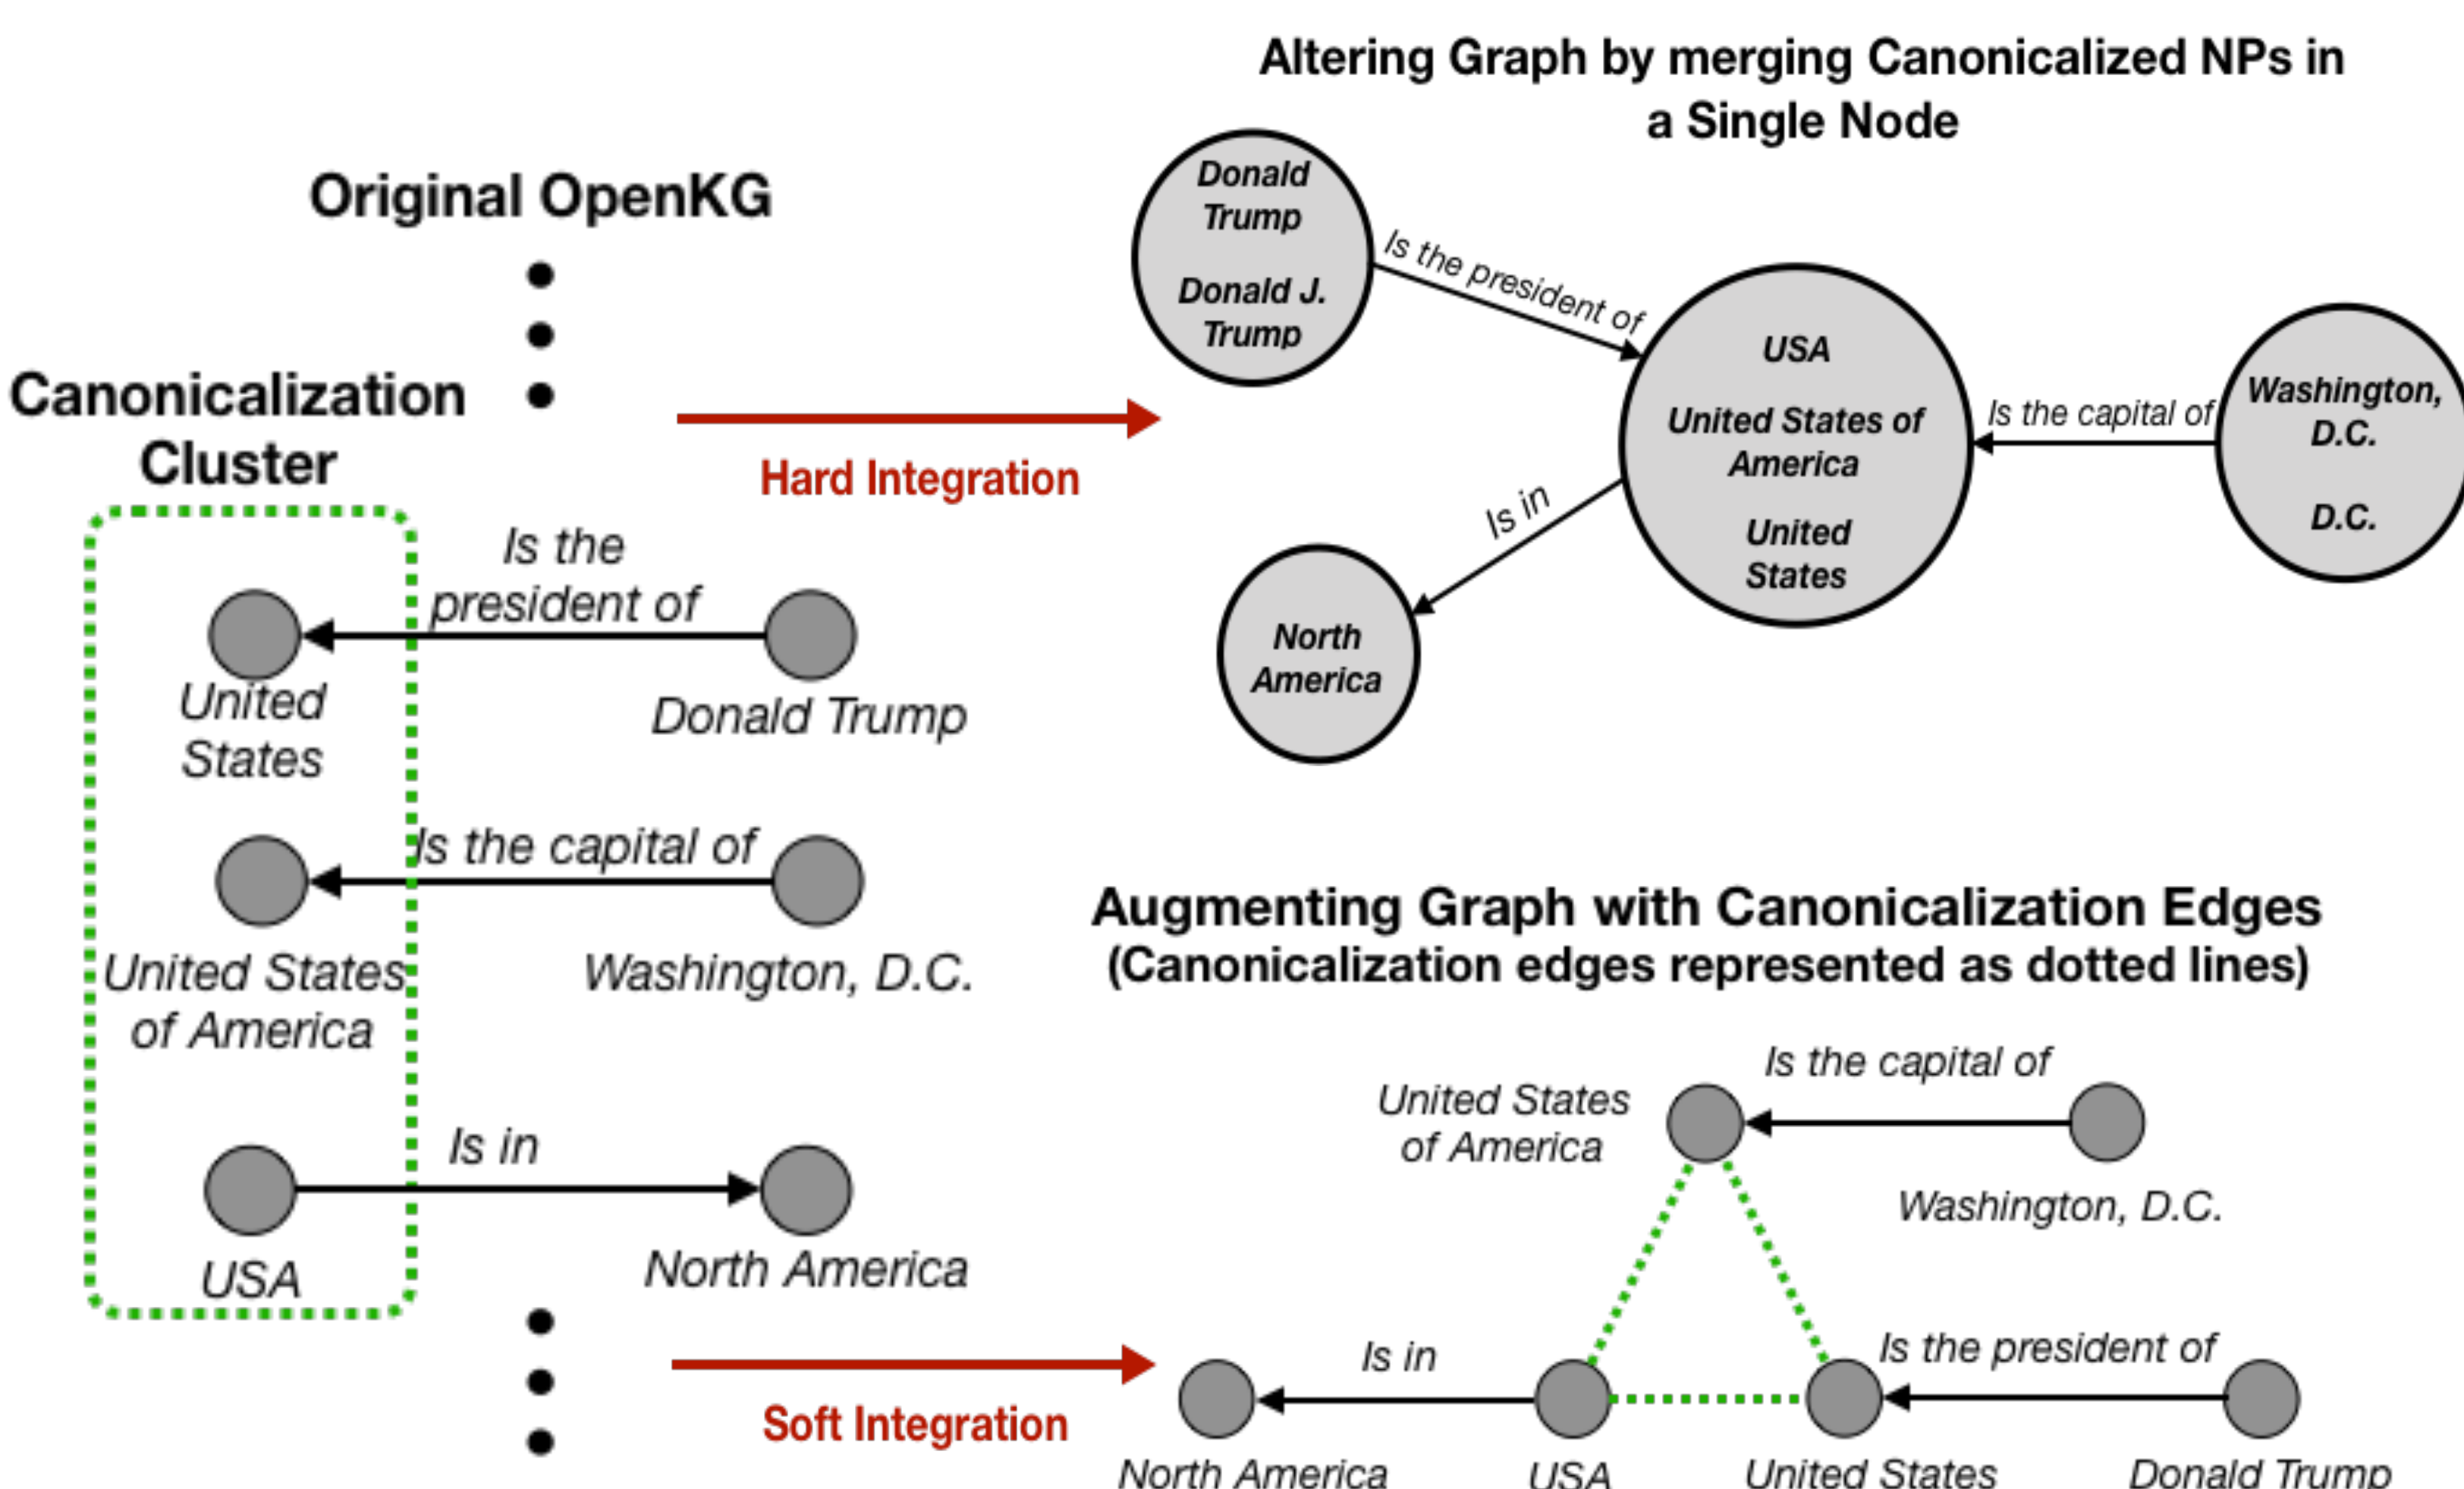 Original OpenKG
Canonicalization
Cluster
Is the
president of
United
States
Donald Trump
Is the capital of
United States
of America
Washington, D.C.
Is in
USA
North America
Hard Integration
Soft Integration
Altering Graph by merging Canonicalized NPs in
a Single Node
Donald
Trump
Donald J.
Trump
Is the president of
USA
United States of
America
United
States
Is the capital of
Washington,
D.C.
D.C.
Is in
North
America
Augmenting Graph with Canonicalization Edges
(Canonicalization edges represented as dotted lines)
United States
of America
Is the capital of
Washington, D.C.
Is in
Is the president of
North America
USA
United States
Donald Trump